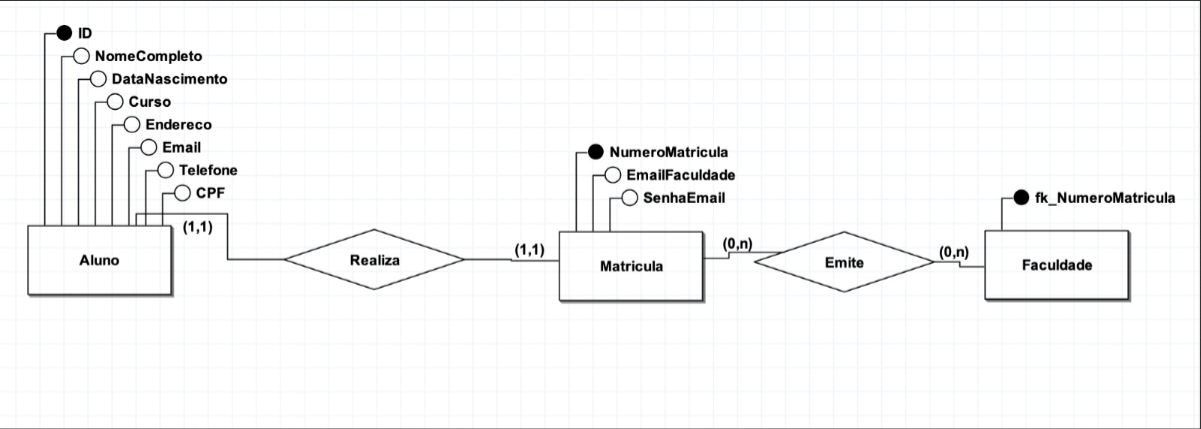 ID
NomeCompleto
DataNascimento
Curso
Endereco
Email
Telefone
CPF
(1,1)
Aluno
Realiza
(1,1)
NumeroMatricula
EmailFaculdade
SenhaEmail
Matricula
(0,n)
Emite
(0,n)
fk_NumeroMatricula
Faculdade